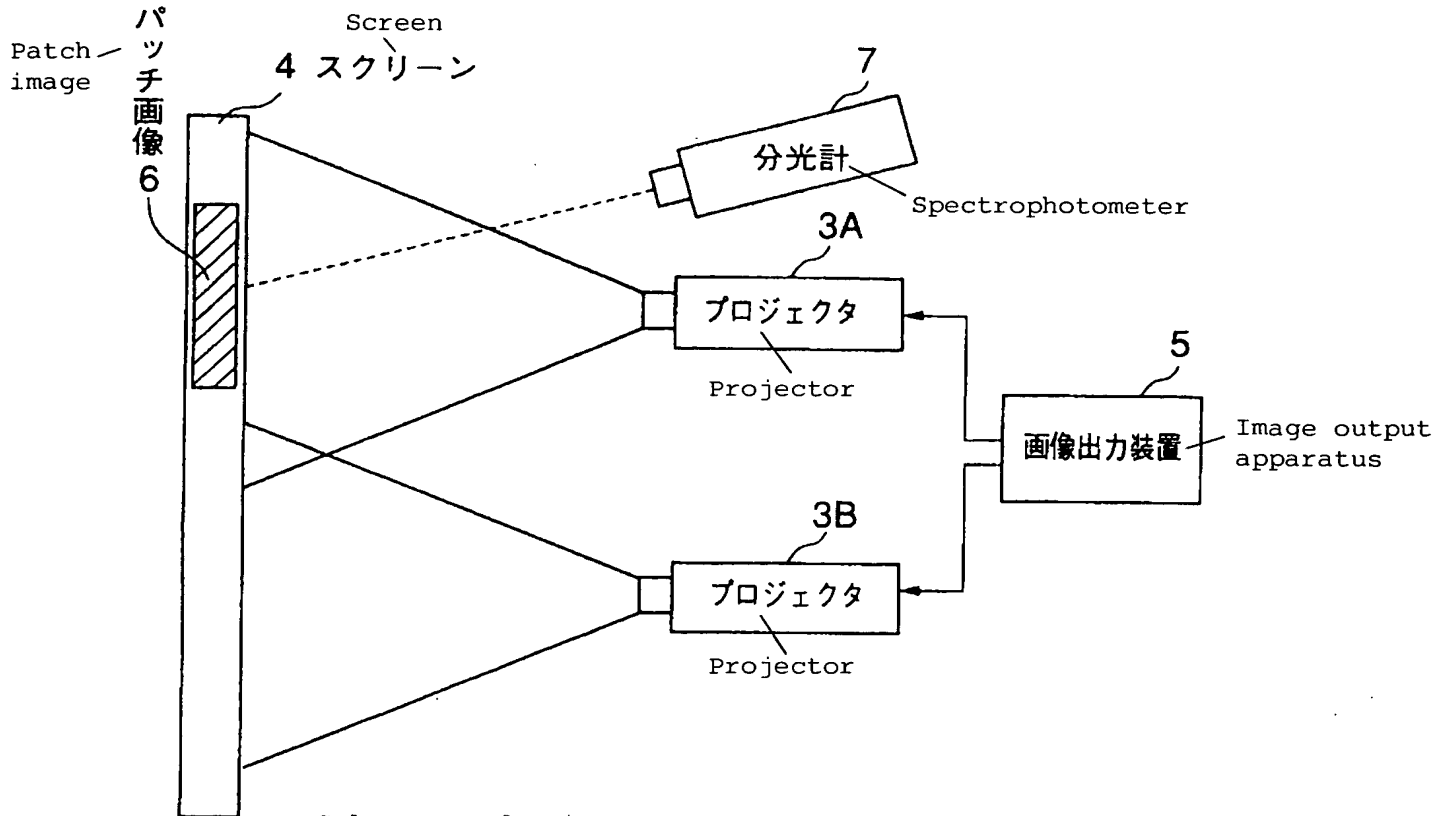 Patch
image
パッチ画像
6
Screen
4 スクリーン
7
分光計
Spectrophotometer
3A
プロジェクタ
Projector
5
画像出力装置
Image output
apparatus
3B
プロジェクタ
Projector